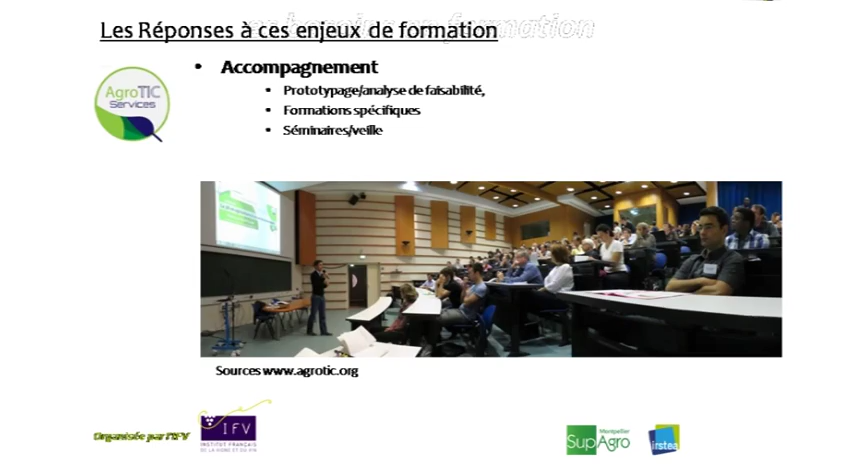 Les Réponses à ces enjeux de formation
• Accompagnement
AgroTIC
Services
• Prototypage/analyse de faisabilité,
• Formations spécifiques
• Séminaires/veille
Sources www.agrotic.org
Organisée par l'IFV
IFV
INSTITUT FRANÇAIS
DE LA VIGNE ET DU VIN
Montpellier
SupAgro
irstea